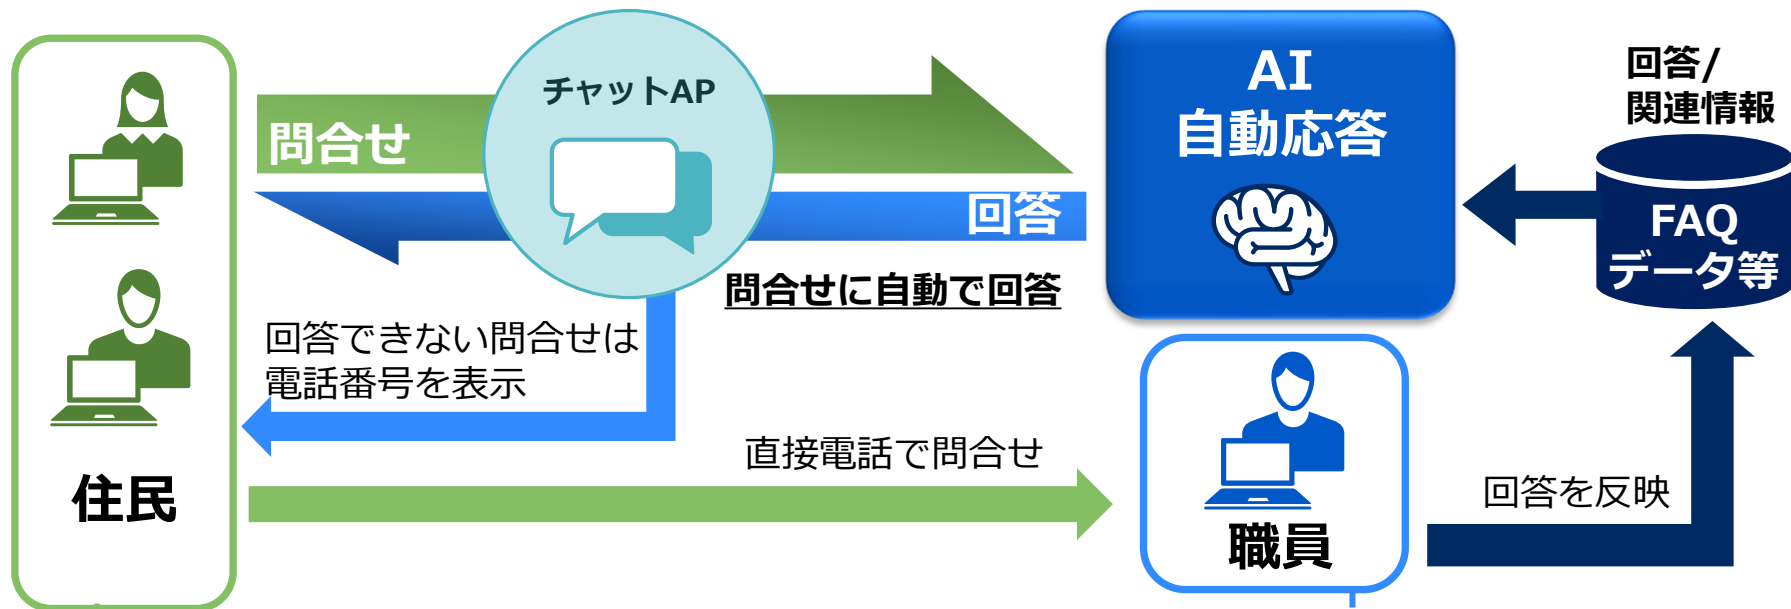 チャットAP
問合せ
回答
問合せに自動で回答
AI
自動応答
回答/
関連情報
FAQ
データ等
回答できない問合せは
電話番号を表示
直接電話で問合せ
住民
職員
回答を反映